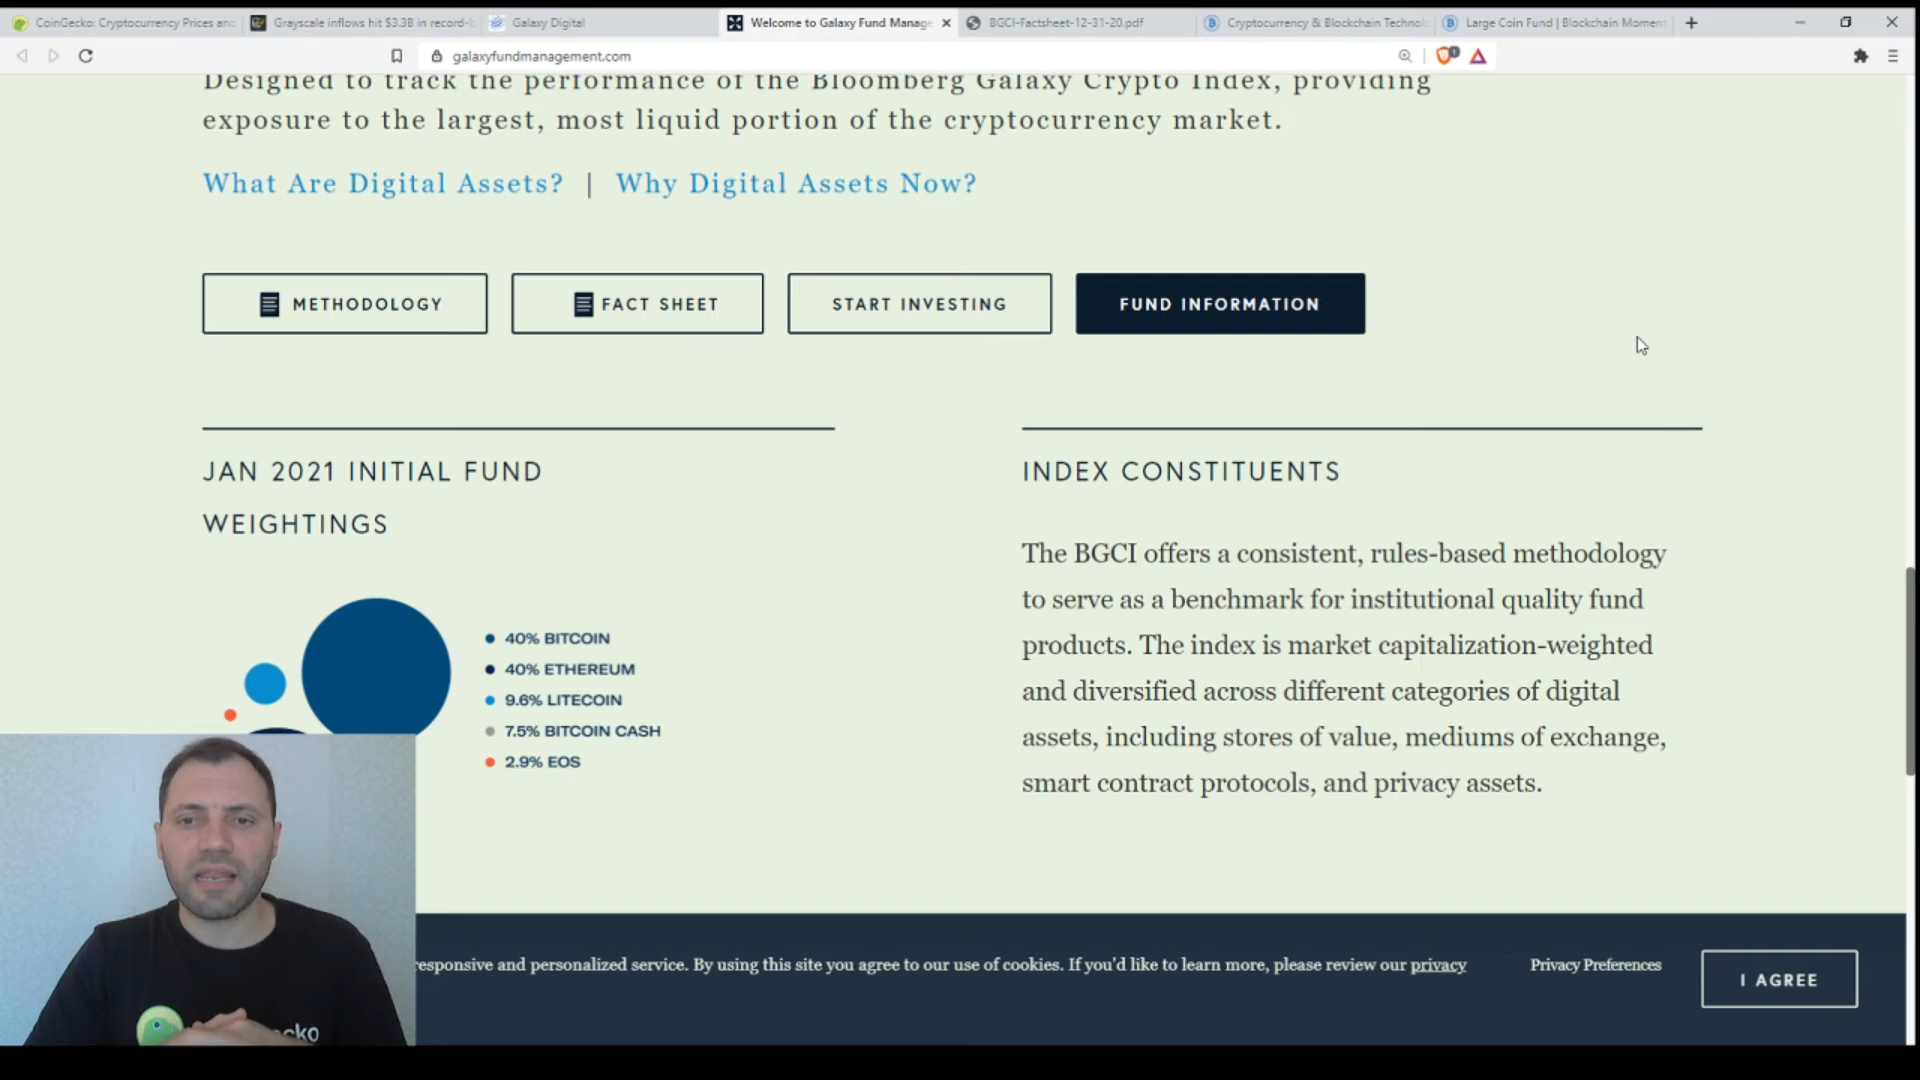 CoinGecko: Cryptocurrency Prices and
Grayscale inflows hit $3.3B in record-
Galaxy Digital
Welcome to Galaxy Fund Manage
BGCI-Factsheet-12-31-20.pdf
Cryptocurrency & Blockchain Technol
Large Coin Fund | Blockchain Momen
galaxyfundmanagement.com
Designed to track the performance of the Bloomberg Galaxy Crypto Index, providing
exposure to the largest, most liquid portion of the cryptocurrency market.
What Are Digital Assets? | Why Digital Assets Now?
METHODOLOGY
FACT SHEET
START INVESTING
FUND INFORMATION
JAN 2021 INITIAL FUND
WEIGHTINGS
40% BITCOIN
40% ETHEREUM
9.6% LITECOIN
7.5% BITCOIN CASH
2.9% EOS
INDEX CONSTITUENTS
The BGCI offers a consistent, rules-based methodology
to serve as a benchmark for institutional quality fund
products. The index is market capitalization-weighted
and diversified across different categories of digital
assets, including stores of value, mediums of exchange,
smart contract protocols, and privacy assets.
responsive and personalized service. By using this site you agree to our use of cookies. If you'd like to learn more, please review our privacy
Privacy Preferences
I AGREE
cko